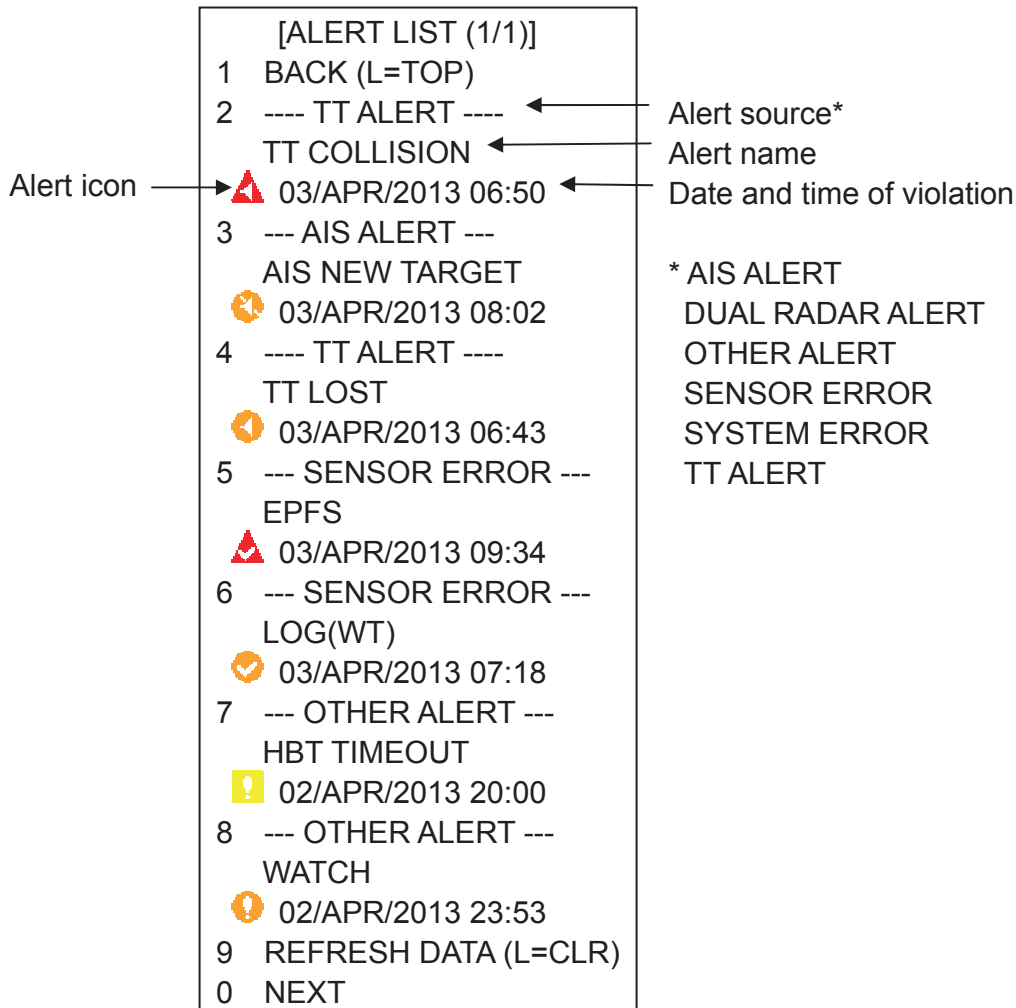 [ALERT LIST (1/1)]
1 BACK (L=TOP)
2 ---- TT ALERT ----
TT COLLISION
03/APR/2013 06:50
3 --- AIS ALERT ---
AIS NEW TARGET
03/APR/2013 08:02
4 ---- TT ALERT ----
TT LOST
03/APR/2013 06:43
5 --- SENSOR ERROR ---
EPFS
03/APR/2013 09:34
6 --- SENSOR ERROR ---
LOG(WT)
03/APR/2013 07:18
7 --- OTHER ALERT ---
HBT TIMEOUT
02/APR/2013 20:00
8 --- OTHER ALERT ---
WATCH
02/APR/2013 23:53
9 REFRESH DATA (L=CLR)
0 NEXT
Alert icon
Alert source*
Alert name
Date and time of violation
* AIS ALERT
DUAL RADAR ALERT
OTHER ALERT
SENSOR ERROR
SYSTEM ERROR
TT ALERT